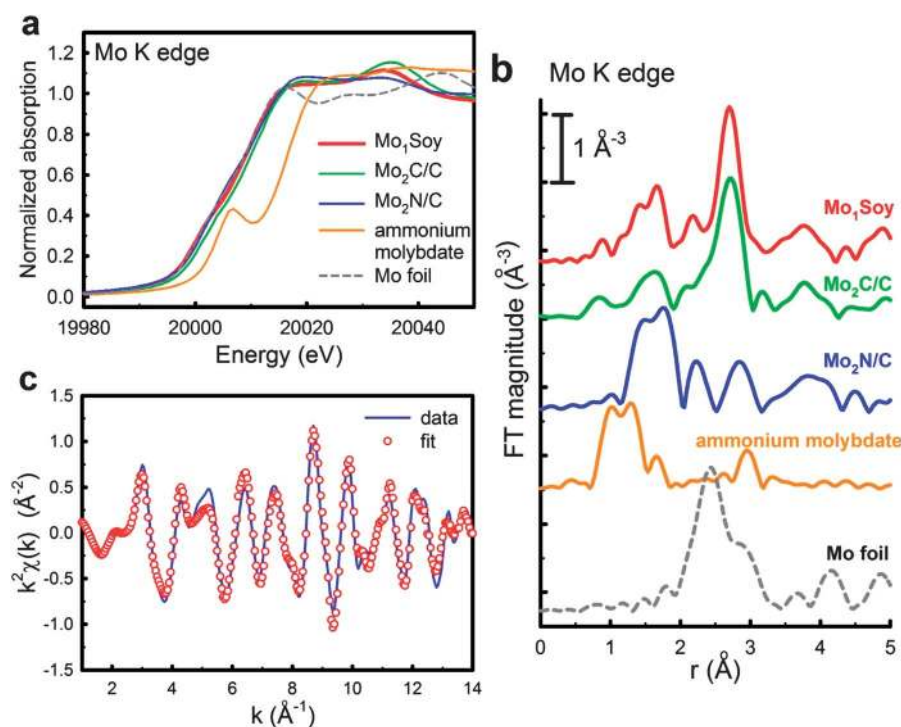 a
Mo K edge
Normalized absorption
1.2
1.0
0.8
0.6
0.4
0.2
0.0
Mo₁Soy
Mo₂C/C
Mo₂N/C
ammonium
molybdate
Mo foil
19980
20000
20020
20040
Energy (eV)
b
Mo K edge
1 Å⁻³
FT magnitude (Å⁻³)
Mo₁Soy
Mo₂C/C
Mo₂N/C
ammonium molybdate
Mo foil
0
1
2
3
4
5
r (Å)
c
k²χ(k) (Å⁻²)
1.5
1.0
0.5
0.0
-0.5
-1.0
-1.5
data
fit
2
4
6
8
10
12
14
k (Å⁻¹)